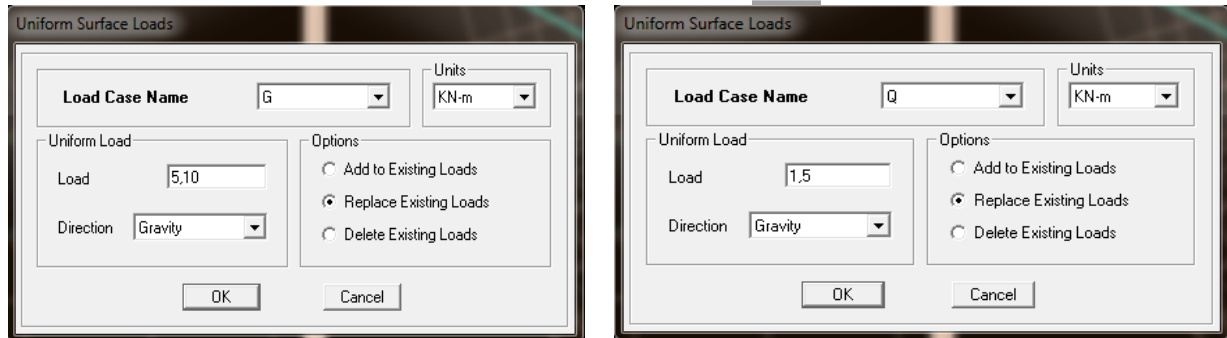 Uniform Surface Loads
Units
Load Case Name G KN-m
Uniform Load Options
Load 5,10 Add to Existing Loads
Replace Existing Loads
Direction Gravity Delete Existing Loads
OK Cancel
Uniform Surface Loads
Units
Load Case Name Q KN-m
Uniform Load Options
Load 1,5 Add to Existing Loads
Replace Existing Loads
Direction Gravity Delete Existing Loads
OK Cancel